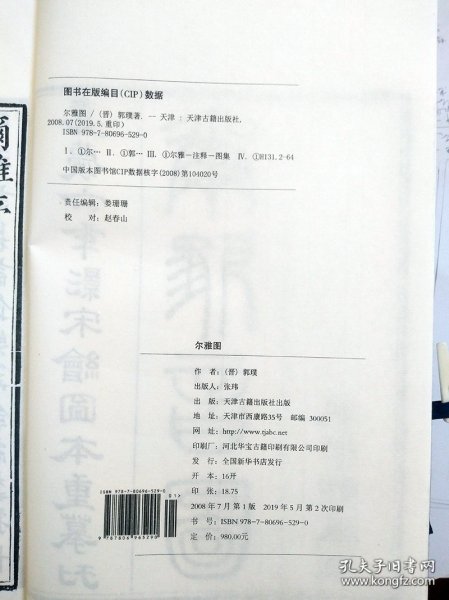 图书在版编目(CIP)数据
尔雅图 / (晋) 郭璞著. — 天津 : 天津古籍出版社,
2008.07(2019.5.重印)
ISBN 978-7-80696-529-0
Ⅰ. ①尔… Ⅱ. ①郭… Ⅲ. ①尔雅-注释-图集 Ⅳ. ①H131.2-64
中国版本图书馆CIP数据核字(2008)第104020号
责任编辑: 姜珊珊
校 对: 赵春山
尔雅图
作 者: (晋) 郭璞
出版人: 张玮
出 版: 天津古籍出版社出版
地 址: 天津市西康路35号 邮编 300051
网 址: http://www.tjabc.net
印刷厂: 河北华宝古籍印刷有限公司印刷
发 行: 全国新华书店发行
开 本: 16开
印 张: 18.75
2008年7月第1版 2019年5月第2次印刷
书 号: ISBN 978-7-80696-529-0
定 价: 980.00元
ISBN 978-7-80696-529-0
01>
9787806965290
影宋繪圖本重摹刊
孔夫子旧书网
www.kongfz.com